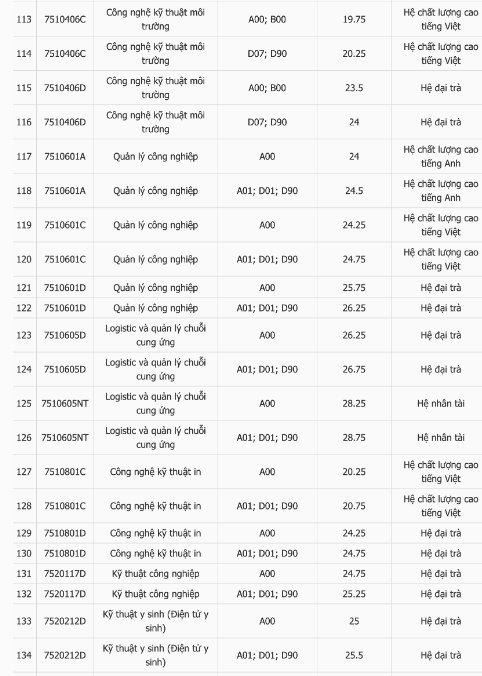 113 7510406C Công nghệ kỹ thuật môi trường A00; B00 19.75 Hệ chất lượng cao tiếng Việt
114 7510406C Công nghệ kỹ thuật môi trường D07; D90 20.25 Hệ chất lượng cao tiếng Việt
115 7510406D Công nghệ kỹ thuật môi trường A00; B00 23.5 Hệ đại trà
116 7510406D Công nghệ kỹ thuật môi trường D07; D90 24 Hệ đại trà
117 7510601A Quản lý công nghiệp A00 24 Hệ chất lượng cao tiếng Anh
118 7510601A Quản lý công nghiệp A01; D01; D90 24.5 Hệ chất lượng cao tiếng Anh
119 7510601C Quản lý công nghiệp A00 24.25 Hệ chất lượng cao tiếng Việt
120 7510601C Quản lý công nghiệp A01; D01; D90 24.75 Hệ chất lượng cao tiếng Việt
121 7510601D Quản lý công nghiệp A00 25.75 Hệ đại trà
122 7510601D Quản lý công nghiệp A01; D01; D90 26.25 Hệ đại trà
123 7510605D Logistic và quản lý chuỗi cung ứng A00 26.25 Hệ đại trà
124 7510605D Logistic và quản lý chuỗi cung ứng A01; D01; D90 26.75 Hệ đại trà
125 7510605NT Logistic và quản lý chuỗi cung ứng A00 28.25 Hệ nhân tài
126 7510605NT Logistic và quản lý chuỗi cung ứng A01; D01; D90 28.75 Hệ nhân tài
127 7510801C Công nghệ kỹ thuật in A00 20.25 Hệ chất lượng cao tiếng Việt
128 7510801C Công nghệ kỹ thuật in A01; D01; D90 20.75 Hệ chất lượng cao tiếng Việt
129 7510801D Công nghệ kỹ thuật in A00 24.25 Hệ đại trà
130 7510801D Công nghệ kỹ thuật in A01; D01; D90 24.75 Hệ đại trà
131 7520117D Kỹ thuật công nghiệp A00 24.75 Hệ đại trà
132 7520117D Kỹ thuật công nghiệp A01; D01; D90 25.25 Hệ đại trà
133 7520212D Kỹ thuật y sinh (Điện tử y sinh) A00 25 Hệ đại trà
134 7520212D Kỹ thuật y sinh (Điện tử y sinh) A01; D01; D90 25.5 Hệ đại trà